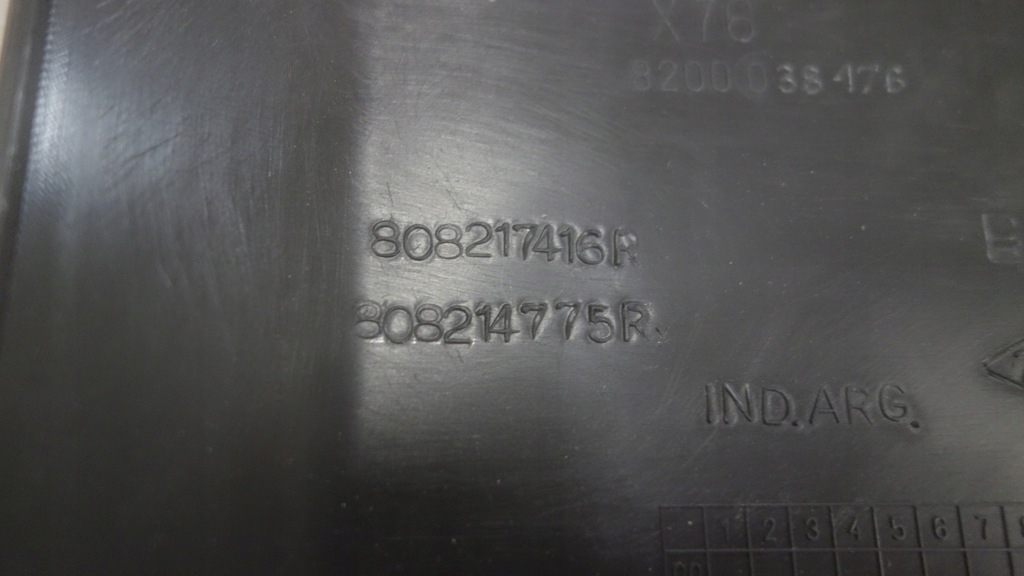 X76
8200038476
808217416R
808214775R
IND.ARG.
1 2 3 4 5 6 7